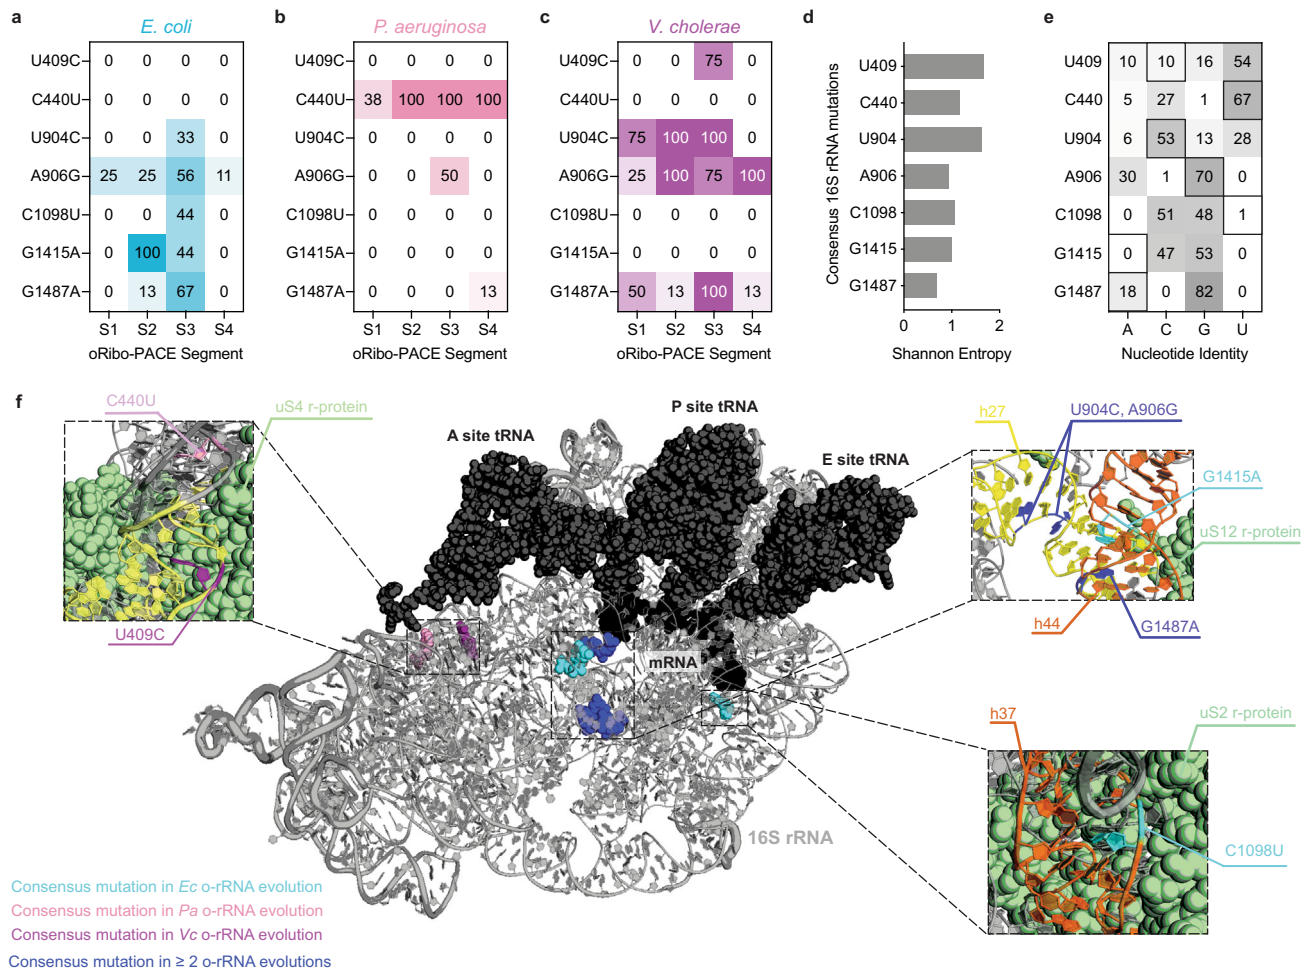 a
E. coli
U409C 0 0 0 0
C440U 0 0 0 0
U904C 0 0 33 0
A906G 25 25 56 11
C1098U 0 0 44 0
G1415A 0 100 44 0
G1487A 0 13 67 0
S1 S2 S3 S4
oRibo-PACE Segment
b
P. aeruginosa
U409C 0 0 0 0
C440U 38 100 100 100
U904C 0 0 0 0
A906G 0 0 50 0
C1098U 0 0 0 0
G1415A 0 0 0 0
G1487A 0 0 0 13
S1 S2 S3 S4
oRibo-PACE Segment
c
V. cholerae
U409C 0 0 75 0
C440U 0 0 0 0
U904C 75 100 100 0
A906G 25 100 75 100
C1098U 0 0 0 0
G1415A 0 0 0 0
G1487A 50 13 100 13
S1 S2 S3 S4
oRibo-PACE Segment
d
Consensus 16S rRNA mutations
U409
C440
U904
A906
C1098
G1415
G1487
0 1 2
Shannon Entropy
e
U409 10 10 16 54
C440 5 27 1 67
U904 6 53 13 28
A906 30 1 70 0
C1098 0 51 48 1
G1415 0 47 53 0
G1487 18 0 82 0
A C G U
Nucleotide Identity
f
C440U
uS4 r-protein
U409C
A site tRNA
P site tRNA
E site tRNA
mRNA
16S rRNA
h27
U904C, A906G
G1415A
uS12 r-protein
h44
G1487A
h37
uS2 r-protein
C1098U
Consensus mutation in Ec o-rRNA evolution
Consensus mutation in Pa o-rRNA evolution
Consensus mutation in Vc o-rRNA evolution
Consensus mutation in ≥ 2 o-rRNA evolutions